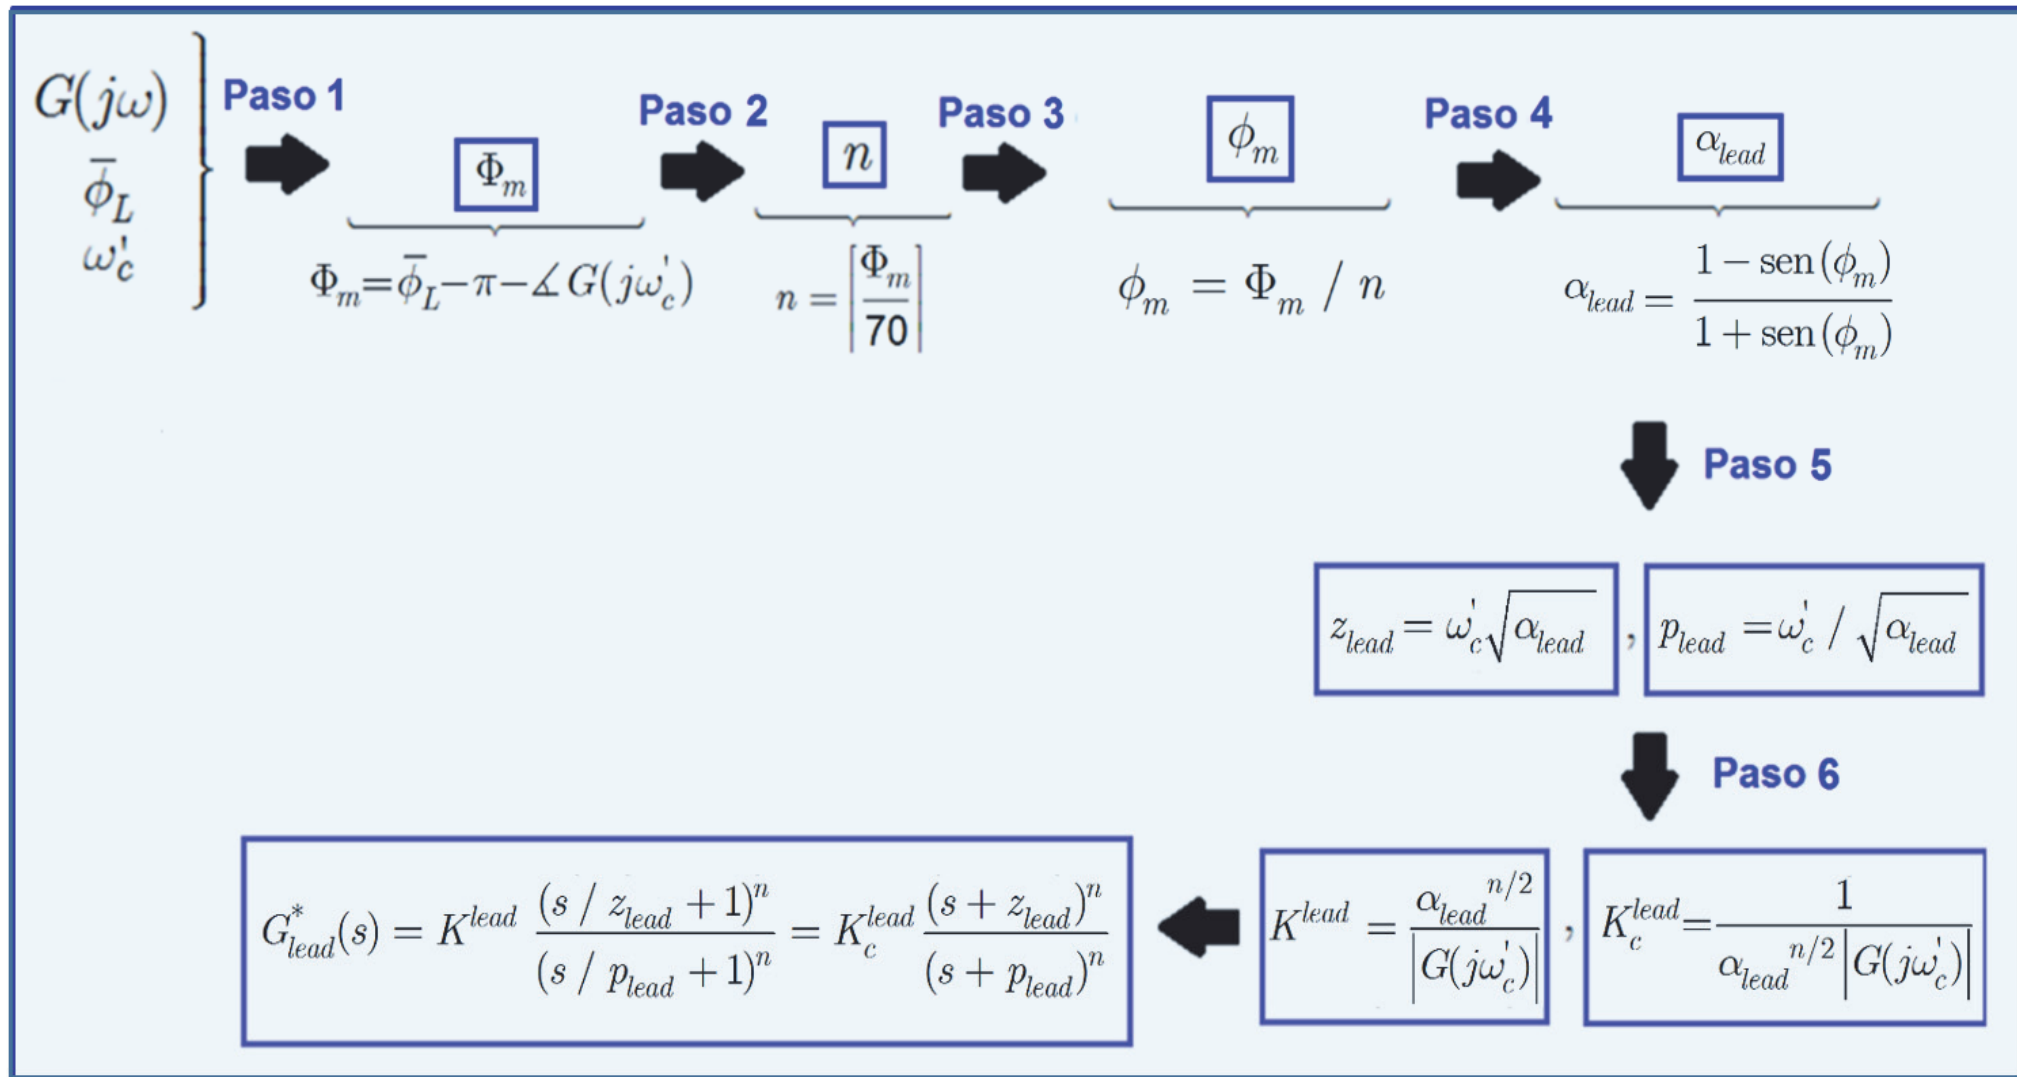 G(jω)
ϕ̄_L
ω'_c
Paso 1
Φ_m
Φ_m = ϕ̄_L − π − ∡G(jω'_c)
Paso 2
n
n = ⌈Φ_m / 70⌉
Paso 3
ϕ_m
ϕ_m = Φ_m / n
Paso 4
α_lead
α_lead = (1 − sen(ϕ_m)) / (1 + sen(ϕ_m))
Paso 5
z_lead = ω'_c √α_lead , p_lead = ω'_c / √α_lead
Paso 6
K^lead = α_lead^(n/2) / |G(jω'_c)| , K_c^lead = 1 / (α_lead^(n/2) |G(jω'_c)|)
G*_lead(s) = K^lead (s / z_lead + 1)^n / (s / p_lead + 1)^n = K_c^lead (s + z_lead)^n / (s + p_lead)^n